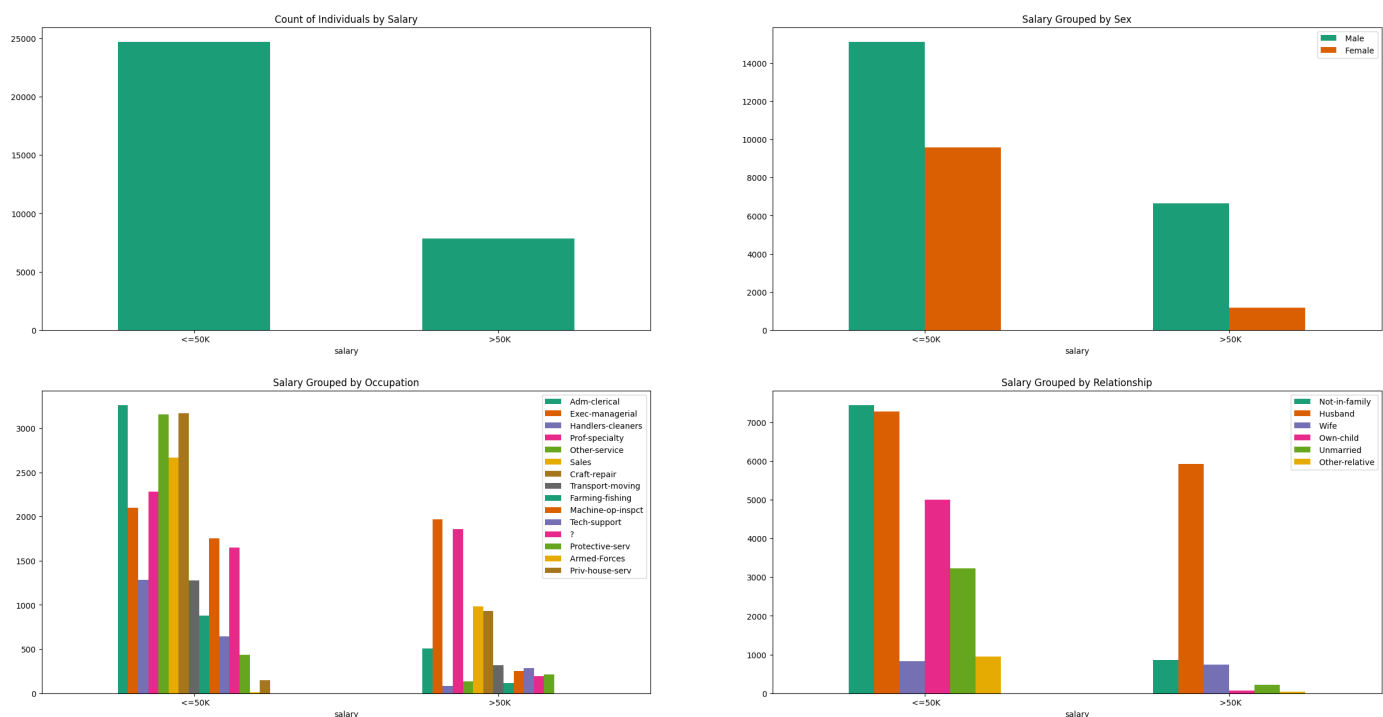 Count of Individuals by Salary
25000
20000
15000
10000
5000
0
<=50K
>50K
salary
Salary Grouped by Sex
Male
Female
14000
12000
10000
8000
6000
4000
2000
0
<=50K
>50K
salary
Salary Grouped by Occupation
Adm-clerical
Exec-managerial
Handlers-cleaners
Prof-specialty
Other-service
Sales
Craft-repair
Transport-moving
Farming-fishing
Machine-op-inspct
Tech-support
?
Protective-serv
Armed-Forces
Priv-house-serv
3000
2500
2000
1500
1000
500
0
<=50K
>50K
salary
Salary Grouped by Relationship
Not-in-family
Husband
Wife
Own-child
Unmarried
Other-relative
7000
6000
5000
4000
3000
2000
1000
0
<=50K
>50K
salary